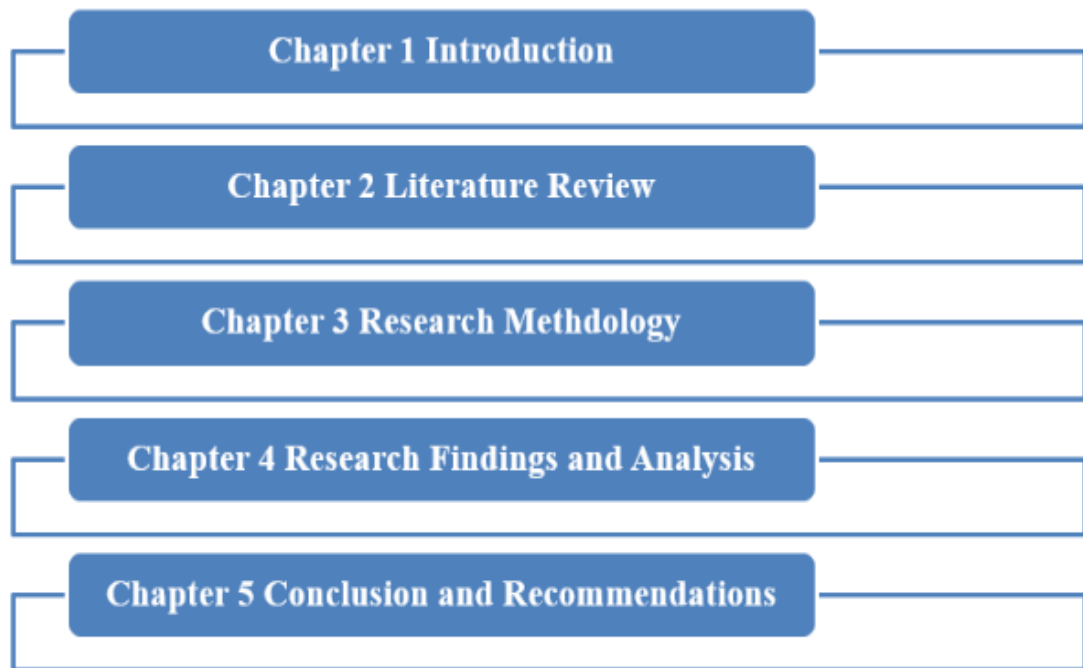 Chapter 1 Introduction
Chapter 2 Literature Review
Chapter 3 Research Methdology
Chapter 4 Research Findings and Analysis
Chapter 5 Conclusion and Recommendations